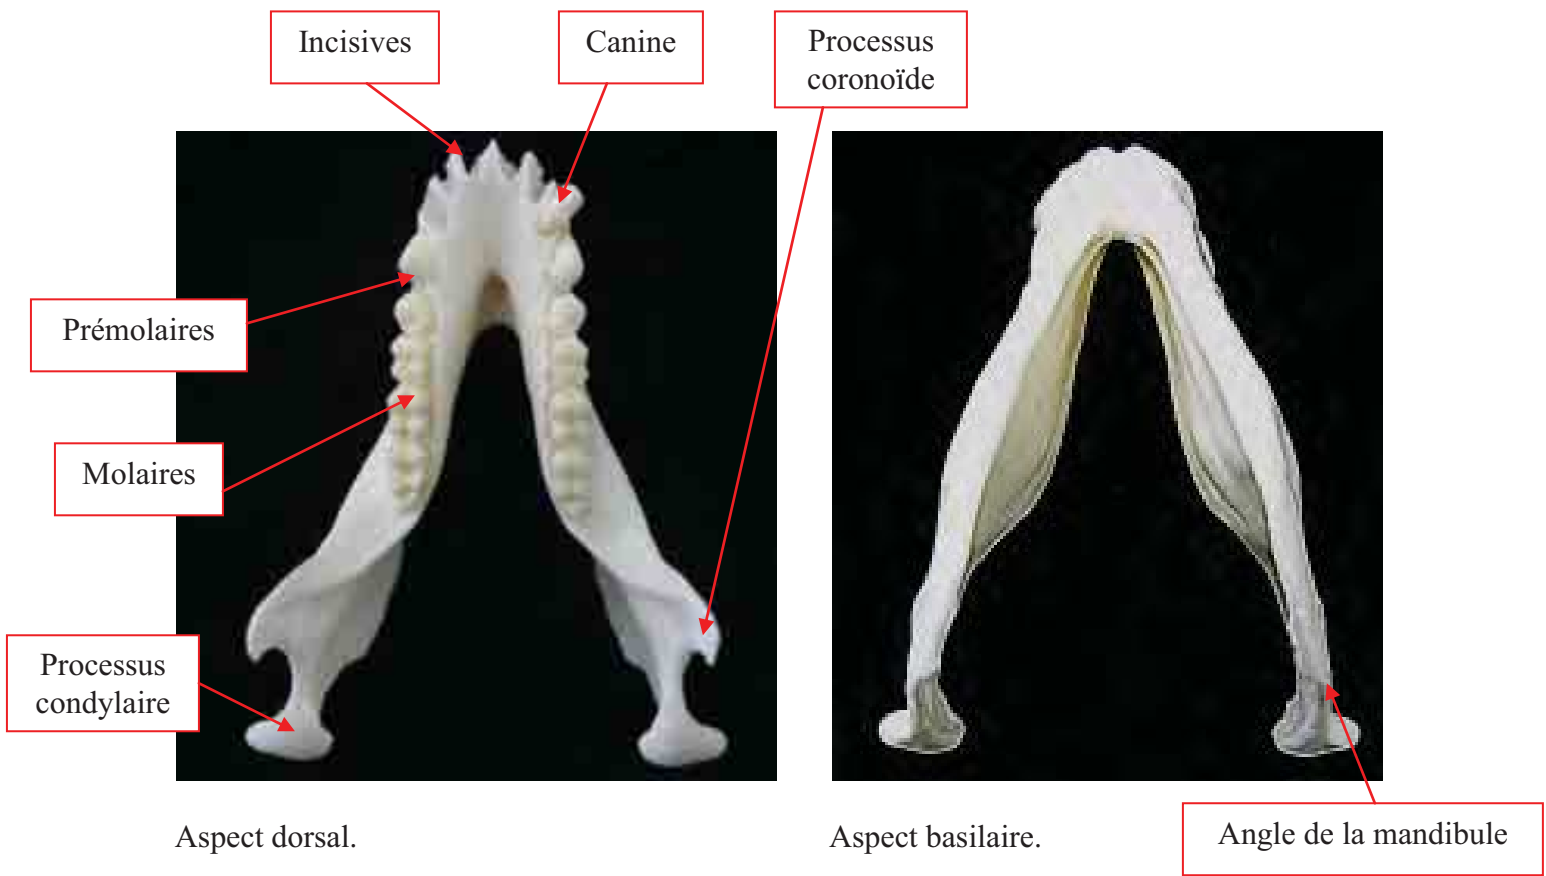 Incisives
Canine
Processus
coronoïde
Prémolaires
Molaires
Processus
condylaire
Aspect dorsal.
Aspect basilaire.
Angle de la mandibule